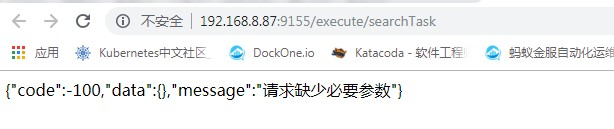 不安全 192.168.8.87:9155/execute/searchTask
应用 Kubernetes中文社区 DockOne.io Katacoda - 软件工程 蚂蚁金服自动化运维
{"code":-100,"data":{},"message":"请求缺少必要参数"}